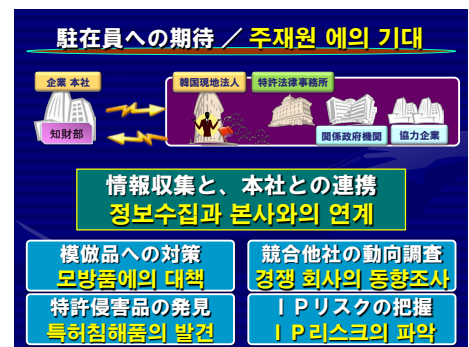 駐在員への期待 ／ 주재원 에의 기대
企業 本社
韓国現地法人
特許法律事務所
知財部
関係政府機関
協力企業
情報収集と、本社との連携
정보수집과 본사와의 연계
模倣品への対策
모방품에의 대책
競合他社の動向調査
경쟁 회사의 동향조사
特許侵害品の発見
특허침해품의 발견
ＩＰリスクの把握
ＩＰ리스크의 파악